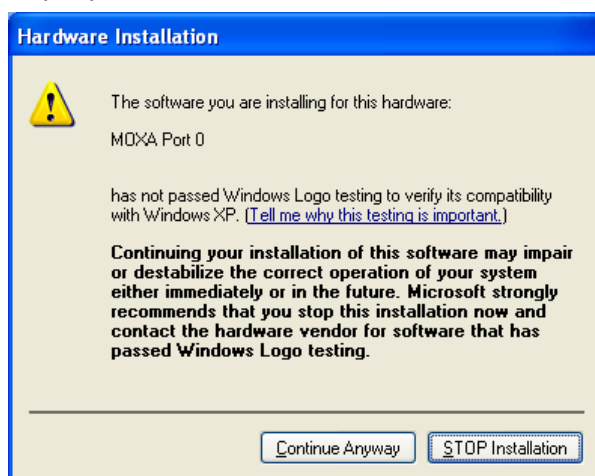 Hardware Installation
The software you are installing for this hardware:
MOXA Port 0
has not passed Windows Logo testing to verify its compatibility
with Windows XP. (Tell me why this testing is important.)
Continuing your installation of this software may impair
or destabilize the correct operation of your system
either immediately or in the future. Microsoft strongly
recommends that you stop this installation now and
contact the hardware vendor for software that has
passed Windows Logo testing.
Continue Anyway
STOP Installation